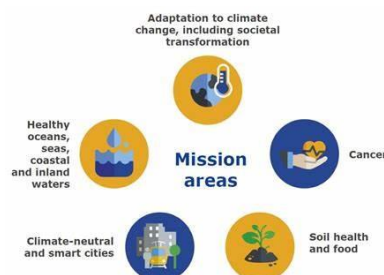 Adaptation to climate
change, including societal
transformation
Healthy
oceans,
seas,
coastal
and inland
waters
Mission
areas
Cancer
Climate-neutral
and smart cities
Soil health
and food